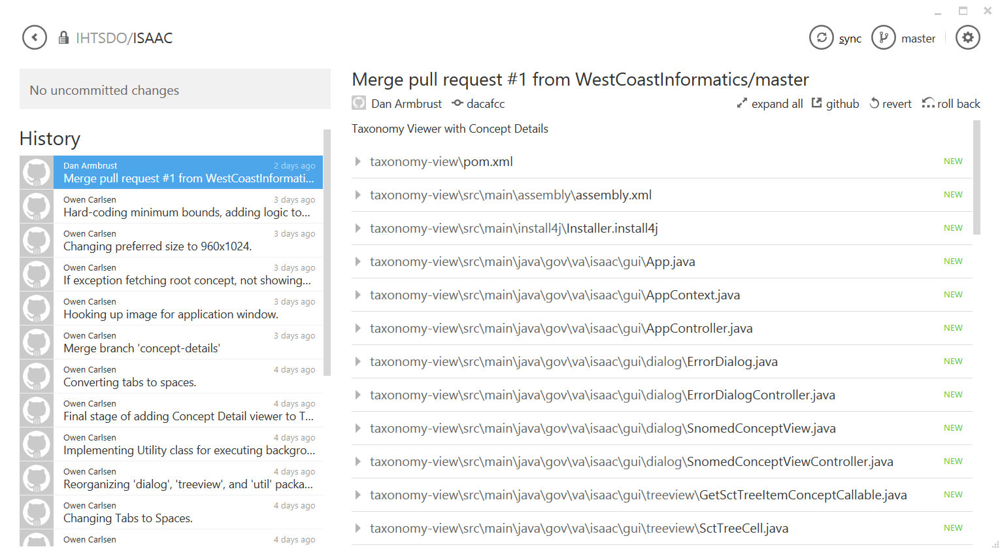 IHTSDO/ISAAC
sync
master
No uncommitted changes
History
Dan Armbrust 2 days ago
Merge pull request #1 from WestCoastInformati...
Owen Carlsen 3 days ago
Hard-coding minimum bounds, adding logic to...
Owen Carlsen 3 days ago
Changing preferred size to 960x1024.
Owen Carlsen 3 days ago
If exception fetching root concept, not showing...
Owen Carlsen 3 days ago
Hooking up image for application window.
Owen Carlsen 3 days ago
Merge branch 'concept-details'
Owen Carlsen 4 days ago
Converting tabs to spaces.
Owen Carlsen 4 days ago
Final stage of adding Concept Detail viewer to T...
Owen Carlsen 4 days ago
Implementing Utility class for executing backgro...
Owen Carlsen 4 days ago
Reorganizing 'dialog', 'treeview', and 'util' packa...
Owen Carlsen 4 days ago
Changing Tabs to Spaces.
Owen Carlsen 4 days ago
Merge pull request #1 from WestCoastInformatics/master
Dan Armbrust dacafcc expand all github revert roll back
Taxonomy Viewer with Concept Details
taxonomy-view\pom.xml NEW
taxonomy-view\src\main\assembly\assembly.xml NEW
taxonomy-view\src\main\install4j\Installer.install4j NEW
taxonomy-view\src\main\java\gov\va\isaac\gui\App.java NEW
taxonomy-view\src\main\java\gov\va\isaac\gui\AppContext.java NEW
taxonomy-view\src\main\java\gov\va\isaac\gui\AppController.java NEW
taxonomy-view\src\main\java\gov\va\isaac\gui\dialog\ErrorDialog.java NEW
taxonomy-view\src\main\java\gov\va\isaac\gui\dialog\ErrorDialogController.java NEW
taxonomy-view\src\main\java\gov\va\isaac\gui\dialog\SnomedConceptView.java NEW
taxonomy-view\src\main\java\gov\va\isaac\gui\dialog\SnomedConceptViewController.java NEW
taxonomy-view\src\main\java\gov\va\isaac\gui\treeview\GetSctTreeItemConceptCallable.java NEW
taxonomy-view\src\main\java\gov\va\isaac\gui\treeview\SctTreeCell.java NEW